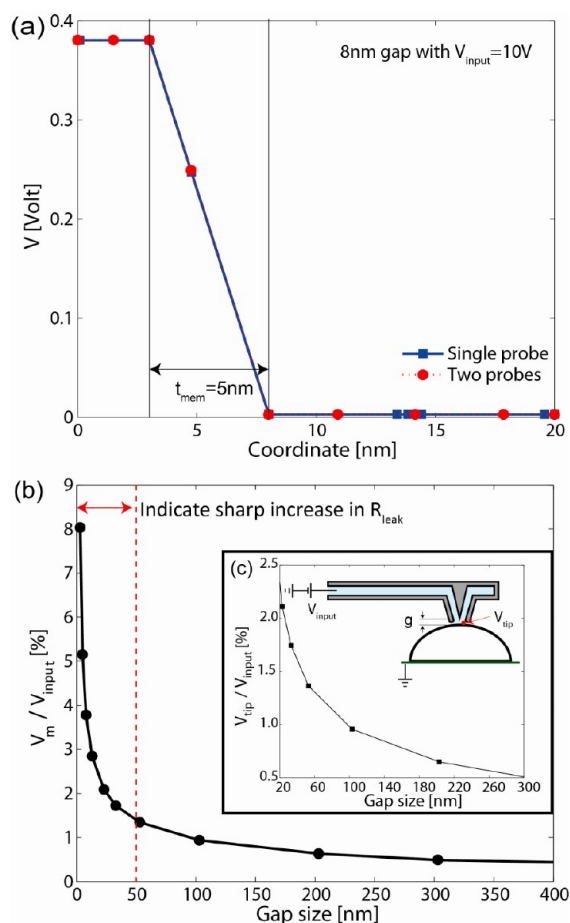 (a)
0.4
0.3
0.2
0.1
0
V [Volt]
8nm gap with V_input=10V
t_mem=5nm
Single probe
Two probes
0 5 10 15 20
Coordinate [nm]
(b)
9
8
7
6
5
4
3
2
1
0
V_m / V_input [%]
Indicate sharp increase in R_leak
(c)
2.5
2.0
1.5
1.0
0.5
V_tip / V_input [%]
V_input
g
V_tip
20 60 100 140 180 220 260 300
Gap size [nm]
0 50 100 150 200 250 300 350 400
Gap size [nm]